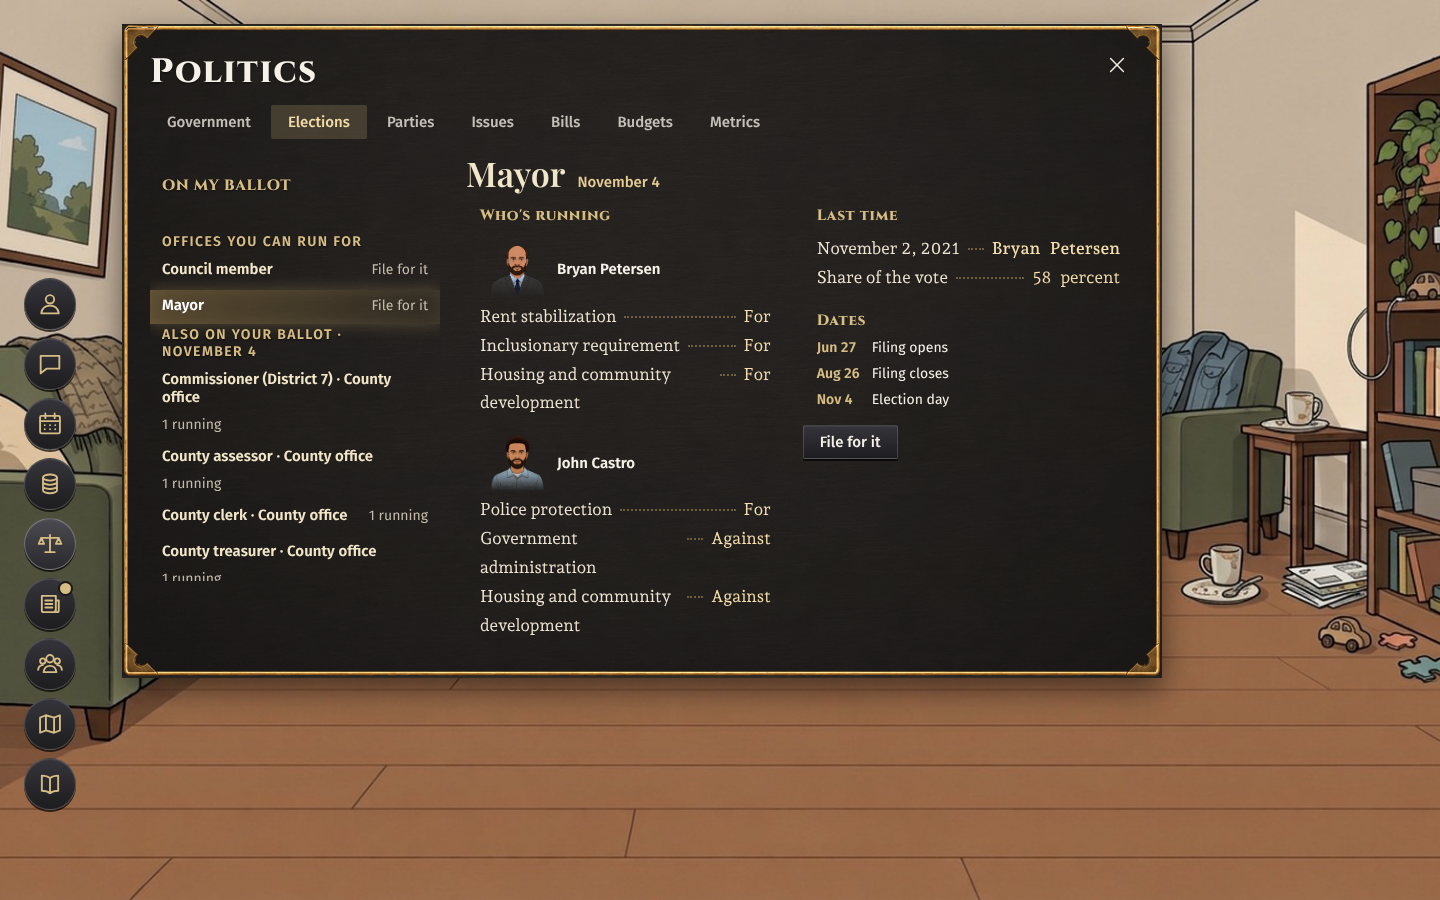 Politics
Government Elections Parties Issues Bills Budgets Metrics
On my ballot
OFFICES YOU CAN RUN FOR
Council member File for it
Mayor File for it
ALSO ON YOUR BALLOT ·
NOVEMBER 4
Commissioner (District 7) · County
office
1 running
County assessor · County office
1 running
County clerk · County office 1 running
County treasurer · County office
1 running
Mayor November 4
Who's running
Bryan Petersen
Rent stabilization For
Inclusionary requirement For
Housing and community For
development
John Castro
Police protection For
Government Against
administration
Housing and community Against
development
Last time
November 2, 2021 Bryan Petersen
Share of the vote 58 percent
Dates
Jun 27 Filing opens
Aug 26 Filing closes
Nov 4 Election day
File for it